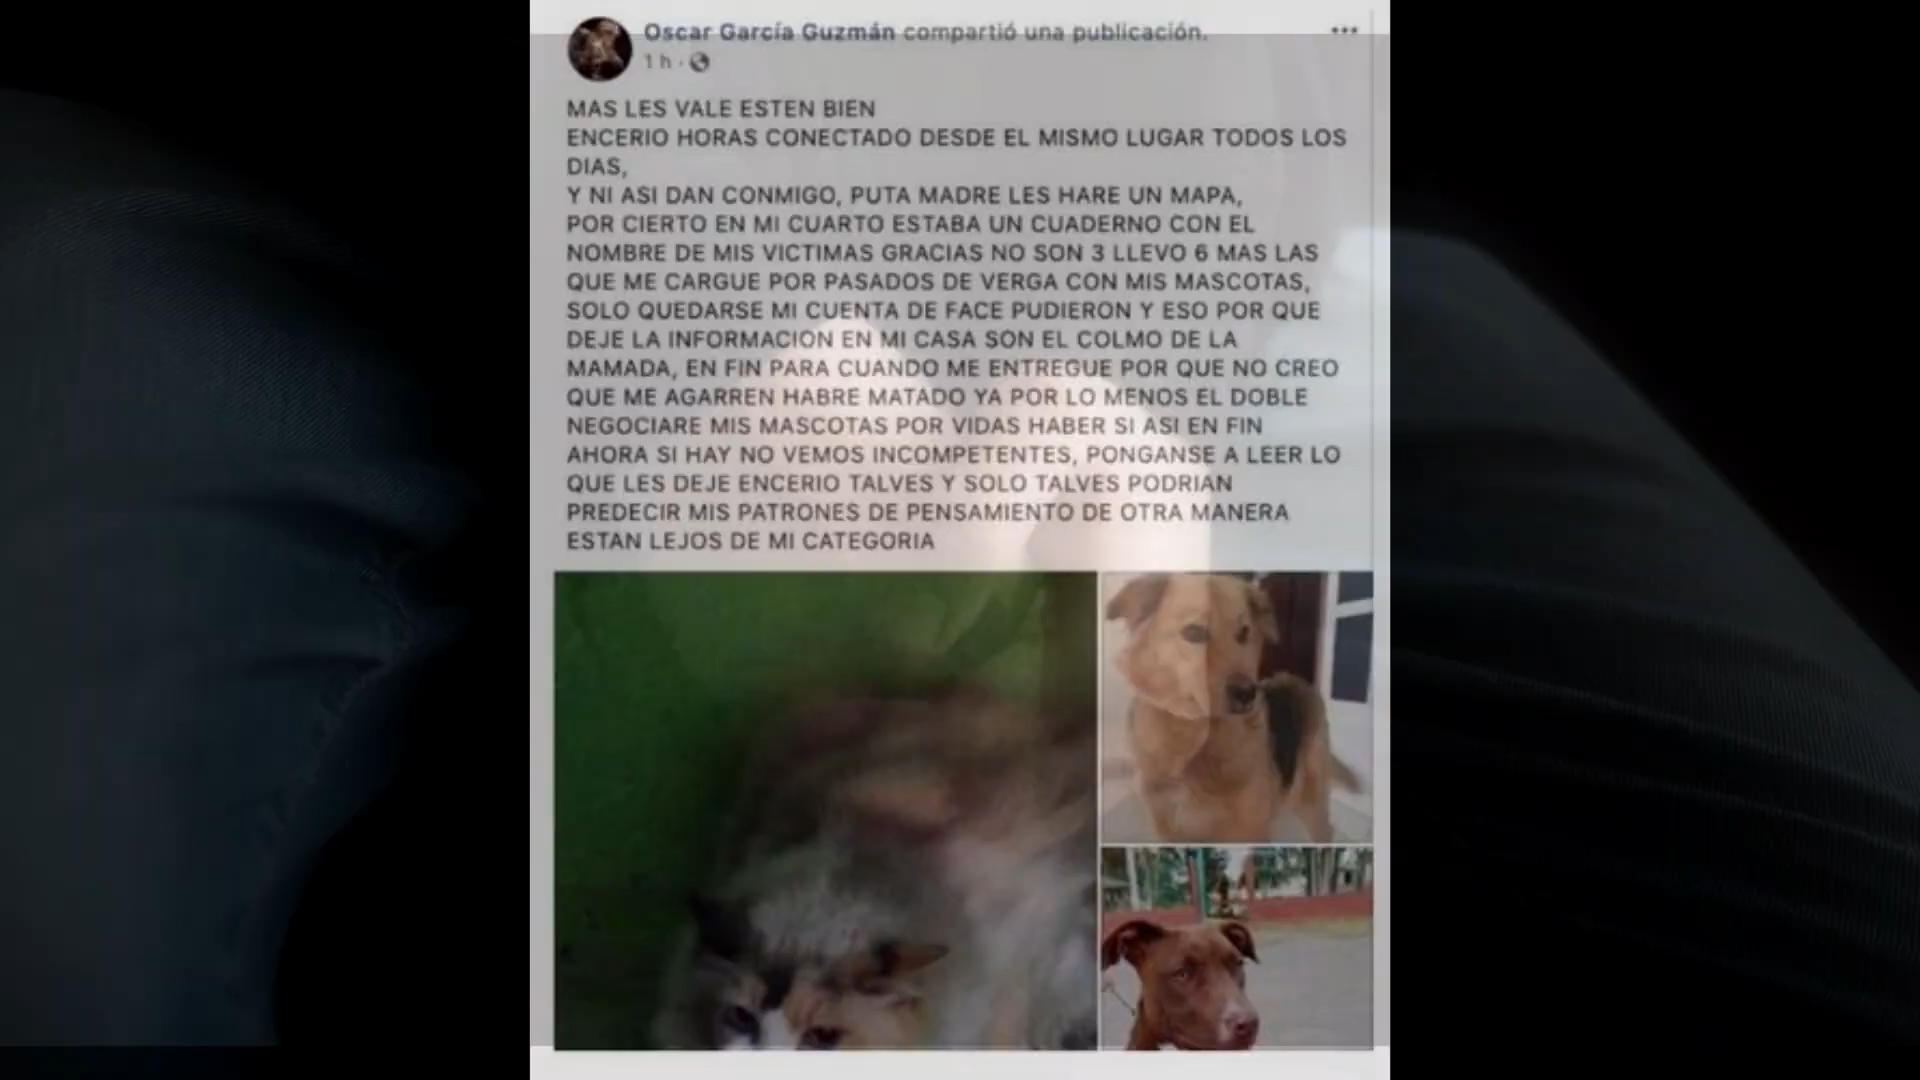 Oscar García Guzmán compartió una publicación.
1 h ·
MAS LES VALE ESTEN BIEN
ENCERIO HORAS CONECTADO DESDE EL MISMO LUGAR TODOS LOS
DIAS,
Y NI ASI DAN CONMIGO, PUTA MADRE LES HARE UN MAPA,
POR CIERTO EN MI CUARTO ESTABA UN CUADERNO CON EL
NOMBRE DE MIS VICTIMAS GRACIAS NO SON 3 LLEVO 6 MAS LAS
QUE ME CARGUE POR PASADOS DE VERGA CON MIS MASCOTAS,
SOLO QUEDARSE MI CUENTA DE FACE PUDIERON Y ESO POR QUE
DEJE LA INFORMACION EN MI CASA SON EL COLMO DE LA
MAMADA, EN FIN PARA CUANDO ME ENTREGUE POR QUE NO CREO
QUE ME AGARREN HABRE MATADO YA POR LO MENOS EL DOBLE
NEGOCIARE MIS MASCOTAS POR VIDAS HABER SI ASI EN FIN
AHORA SI HAY NO VEMOS INCOMPETENTES, PONGANSE A LEER LO
QUE LES DEJE ENCERIO TALVES Y SOLO TALVES PODRIAN
PREDECIR MIS PATRONES DE PENSAMIENTO DE OTRA MANERA
ESTAN LEJOS DE MI CATEGORIA